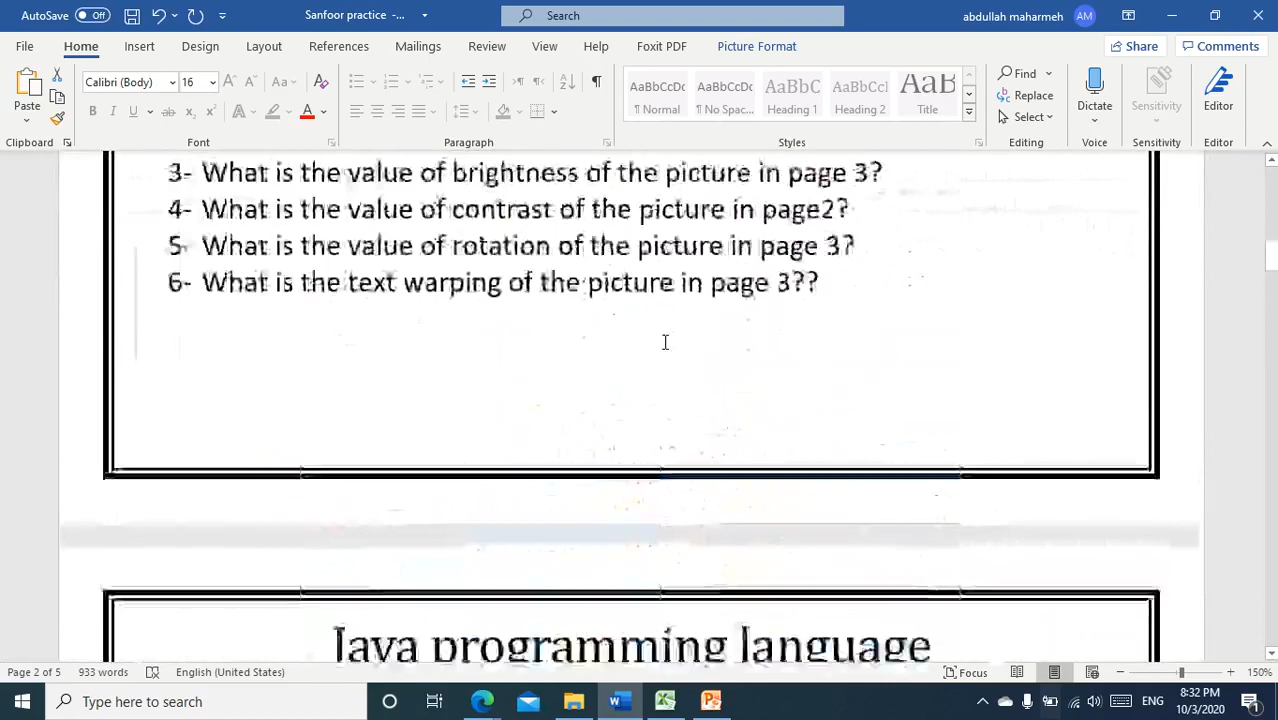 AutoSave Off Sanfoor practice -... Search abdullah maharmeh AM
File Home Insert Design Layout References Mailings Review View Help Foxit PDF Picture Format Share Comments
Calibri (Body) 16 Aa AaBbCcDc AaBbCcDc AaBbC AaBbCcl AaB Find
Paste B I U ab x₂ x² A A ¶ Normal ¶ No Spac... Heading 1 Heading 2 Title Replace Dictate Sensitivity Editor
Select
Clipboard Font Paragraph Styles Editing Voice Sensitivity Editor
3- What is the value of brightness of the picture in page 3?
4- What is the value of contrast of the picture in page2?
5- What is the value of rotation of the picture in page 3?
6- What is the text warping of the picture in page 3??
Java programming language
Page 2 of 5 933 words English (United States) Focus 150%
Type here to search ENG 8:32 PM
10/3/2020